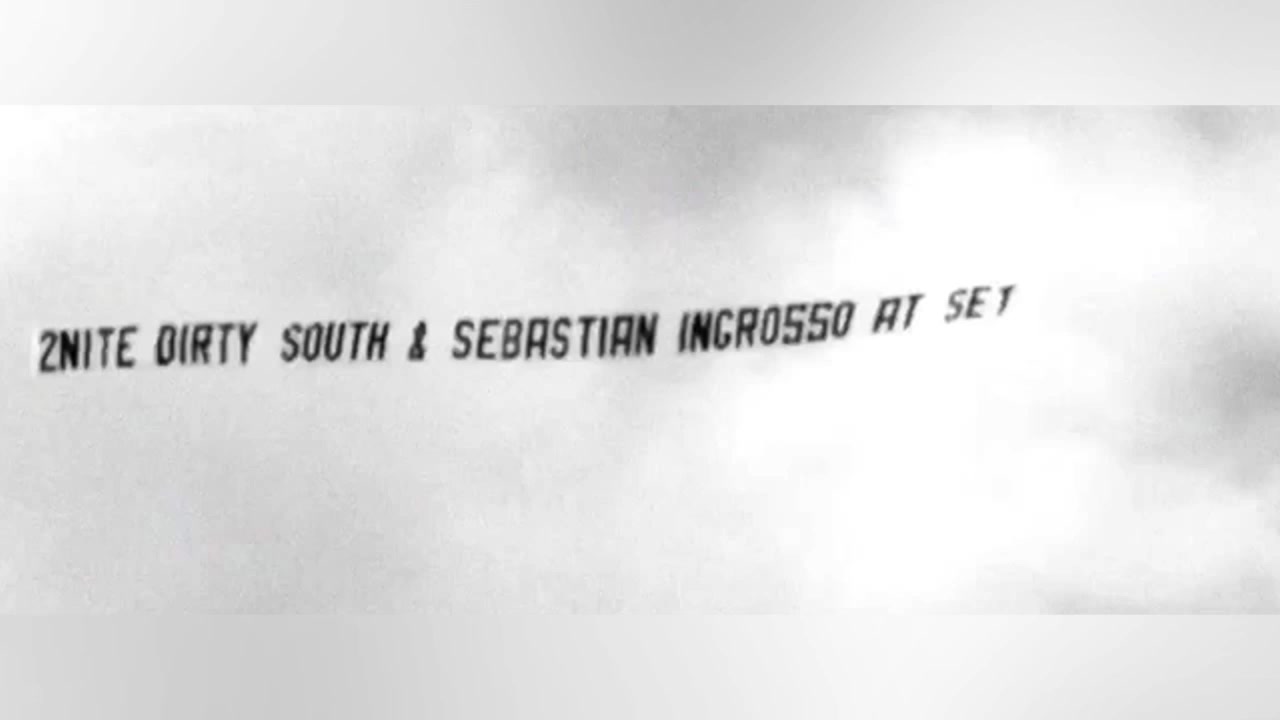 2NITE DIRTY SOUTH & SEBASTIAN INGROSSO AT SET